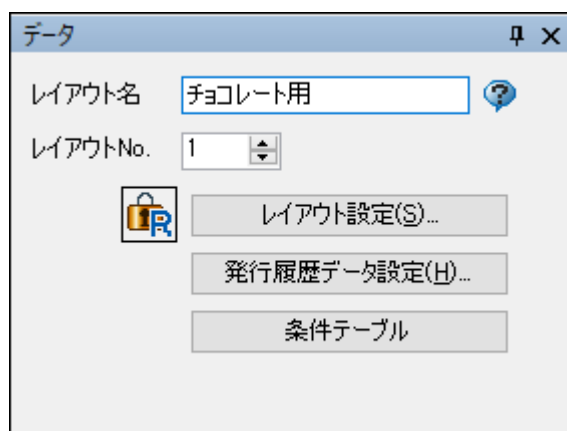 データ
レイアウト名 チョコレート用
レイアウトNo. 1
R
レイアウト設定(S)...
発行履歴データ設定(H)...
条件テーブル